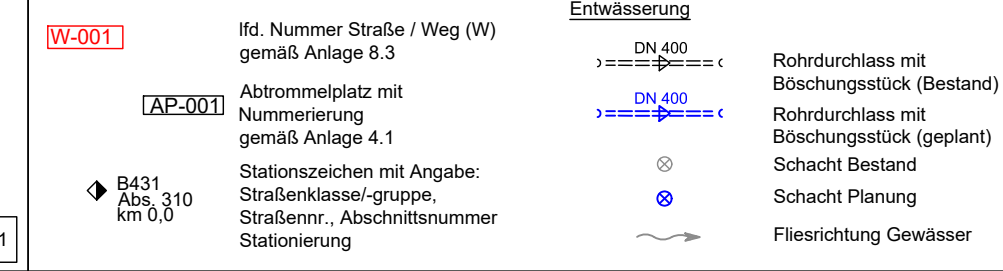 W-001
lfd. Nummer Straße / Weg (W)
gemäß Anlage 8.3
AP-001
Abtrommelplatz mit
Nummerierung
gemäß Anlage 4.1
B431
Abs. 310
km 0,0
Stationszeichen mit Angabe:
Straßenklasse/-gruppe,
Straßennr., Abschnittsnummer
Stationierung
1
Entwässerung
DN 400
Rohrdurchlass mit
Böschungsstück (Bestand)
DN 400
Rohrdurchlass mit
Böschungsstück (geplant)
Schacht Bestand
Schacht Planung
Fliesrichtung Gewässer